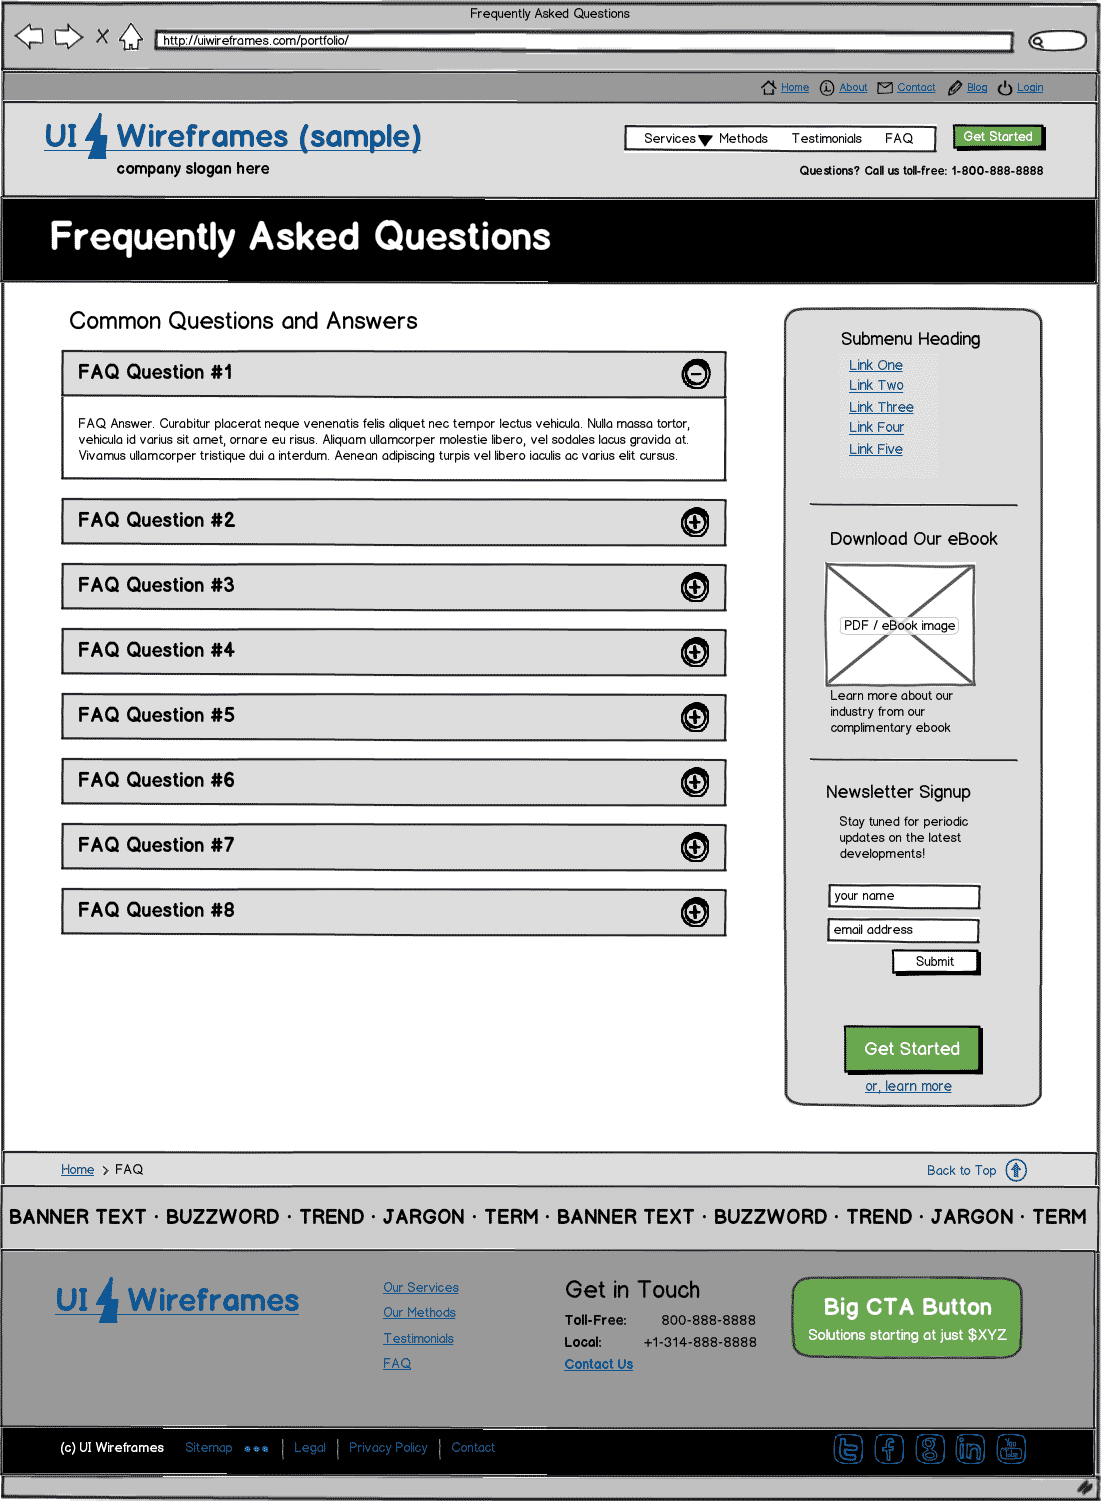 Frequently Asked Questions
http://uiwireframes.com/portfolio/
Home About Contact Blog Login
UI Wireframes (sample)
company slogan here
Services Methods Testimonials FAQ
Get Started
Questions? Call us toll-free: 1-800-888-8888
Frequently Asked Questions
Common Questions and Answers
FAQ Question #1
FAQ Answer. Curabitur placerat neque venenatis felis aliquet nec tempor lectus vehicula. Nulla massa tortor,
vehicula id varius sit amet, ornare eu risus. Aliquam ullamcorper molestie libero, vel sodales lacus gravida at.
Vivamus ullamcorper tristique dui a interdum. Aenean adipiscing turpis vel libero iaculis ac varius elit cursus.
FAQ Question #2
FAQ Question #3
FAQ Question #4
FAQ Question #5
FAQ Question #6
FAQ Question #7
FAQ Question #8
Submenu Heading
Link One
Link Two
Link Three
Link Four
Link Five
Download Our eBook
PDF / eBook image
Learn more about our
industry from our
complimentary ebook
Newsletter Signup
Stay tuned for periodic
updates on the latest
developments!
your name
email address
Submit
Get Started
or, learn more
Home > FAQ
Back to Top
BANNER TEXT · BUZZWORD · TREND · JARGON · TERM · BANNER TEXT · BUZZWORD · TREND · JARGON · TERM
UI Wireframes
Our Services
Our Methods
Testimonials
FAQ
Get in Touch
Toll-Free: 800-888-8888
Local: +1-314-888-8888
Contact Us
Big CTA Button
Solutions starting at just $XYZ
(c) UI Wireframes Sitemap Legal Privacy Policy Contact
t f g in You Tube